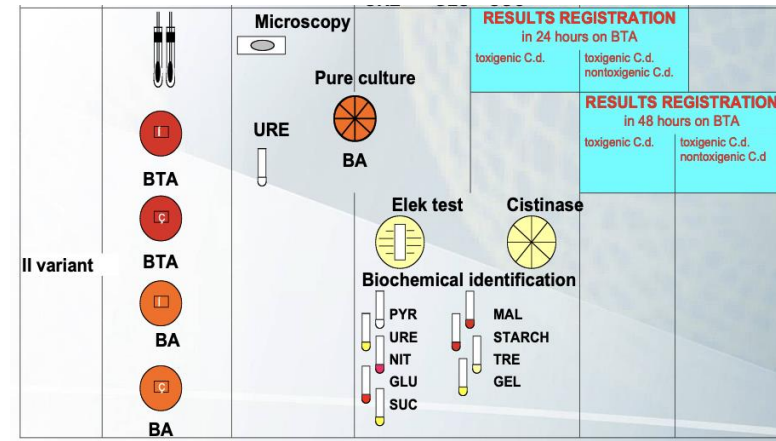 Microscopy
RESULTS REGISTRATION
in 24 hours on BTA
toxigenic C.d.
toxigenic C.d.
nontoxigenic C.d.
Pure culture
RESULTS REGISTRATION
in 48 hours on BTA
toxigenic C.d.
toxigenic C.d.
nontoxigenic C.d
I
URE
BA
BTA
Elek test
Cistinase
Ç
II variant
BTA
Biochemical identification
I
PYR
MAL
BA
URE
STARCH
NIT
TRE
Ç
GLU
GEL
SUC
BA